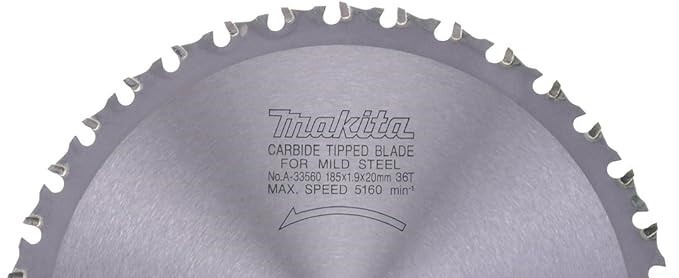 makita
CARBIDE TIPPED BLADE
FOR MILD STEEL
No.A-33560 185x1.9x20mm 36T
MAX. SPEED 5160 min⁻¹